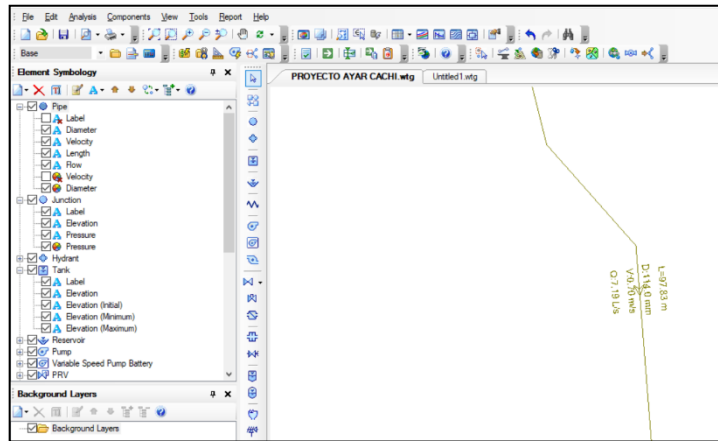 File Edit Analysis Components View Tools Report Help
Base
Element Symbology
PROYECTO AYAR CACHI.wtg Untitled1.wtg
Pipe
Label
Diameter
Velocity
Length
Flow
Velocity
Diameter
Junction
Label
Elevation
Pressure
Pressure
Hydrant
Tank
Label
Elevation
Elevation (Initial)
Elevation (Minimum)
Elevation (Maximum)
Reservoir
Pump
Variable Speed Pump Battery
PRV
Background Layers
Background Layers
L=97.83 m
V:0.70 m/s
Q:7.19 L/s